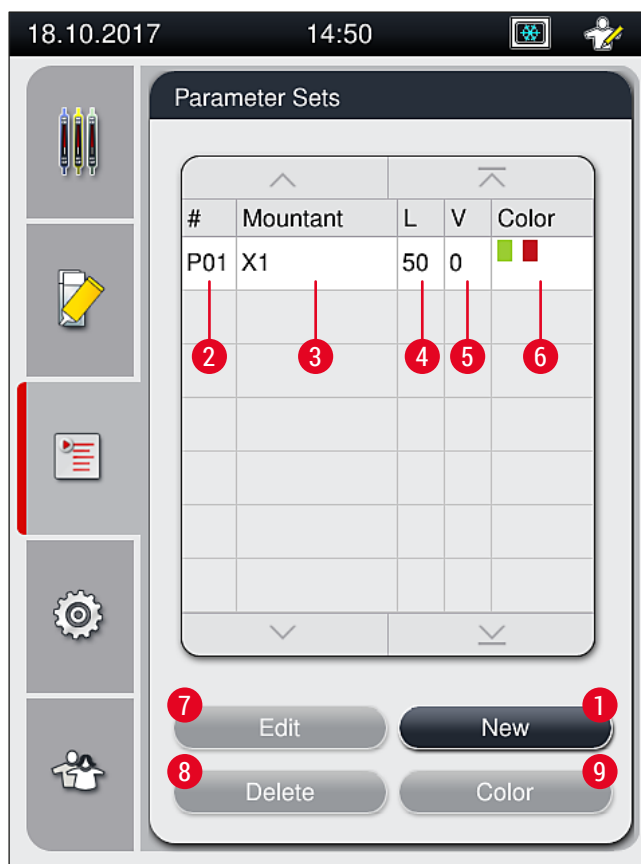 18.10.2017 14:50
Parameter Sets
# Mountant L V Color
P01 X1 50 0
2 3 4 5 6
7 1
Edit New
8 9
Delete Color